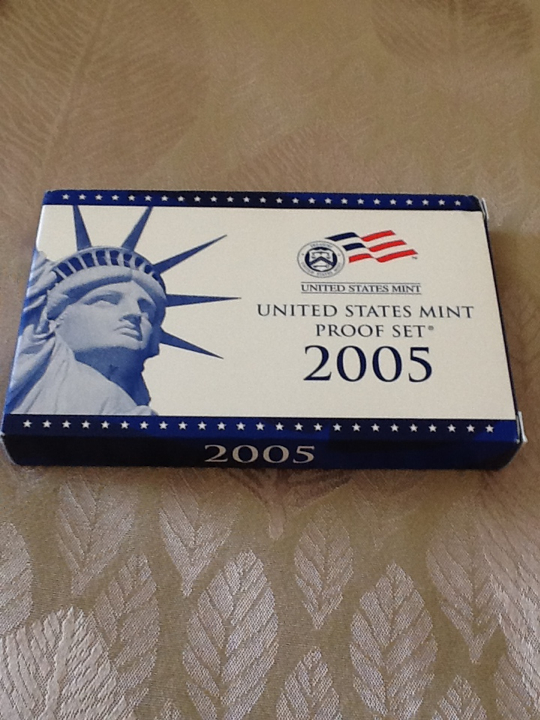 UNITED STATES MINT
UNITED STATES MINT
PROOF SET®
2005
2005